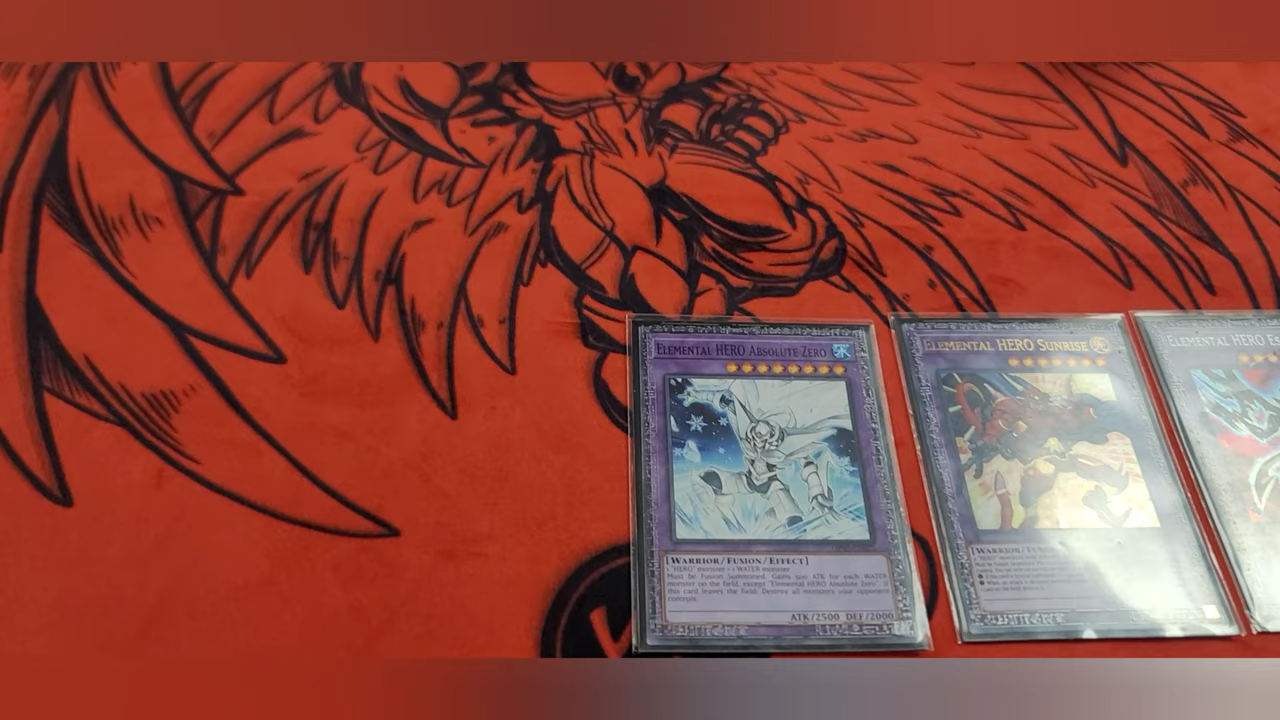 ELEMENTAL HERO ABSOLUTE ZERO
[WARRIOR/FUSION/EFFECT]
1 "HERO" monster + 1 WATER monster
Must be Fusion Summoned. Gains 500 ATK for each WATER
monster on the field, except "Elemental HERO Absolute Zero". If
this card leaves the field: Destroy all monsters your opponent
controls.
ATK/2500 DEF/2000
ELEMENTAL HERO SUNRISE
[WARRIOR/FUSION
ELEMENTAL HERO ES